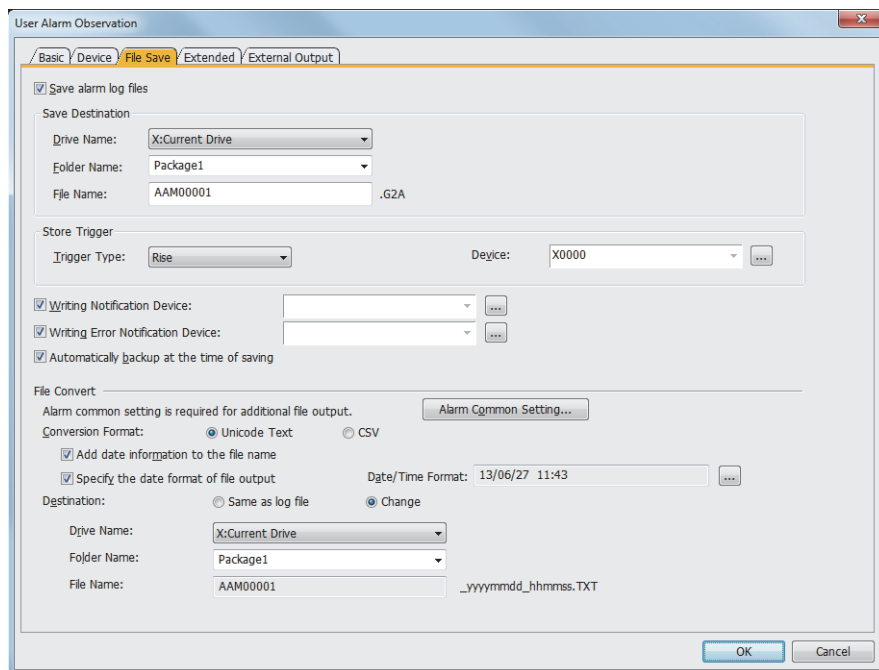 User Alarm Observation
Basic Device File Save Extended External Output
Save alarm log files
Save Destination
Drive Name: X:Current Drive
Folder Name: Package1
File Name: AAM00001 .G2A
Store Trigger
Trigger Type: Rise Device: X0000 ...
Writing Notification Device: ...
Writing Error Notification Device: ...
Automatically backup at the time of saving
File Convert
Alarm common setting is required for additional file output. Alarm Common Setting...
Conversion Format: Unicode Text CSV
Add date information to the file name
Specify the date format of file output Date/Time Format: 13/06/27 11:43 ...
Destination: Same as log file Change
Drive Name: X:Current Drive
Folder Name: Package1
File Name: AAM00001 _yyyymmdd_hhmmss.TXT
OK Cancel